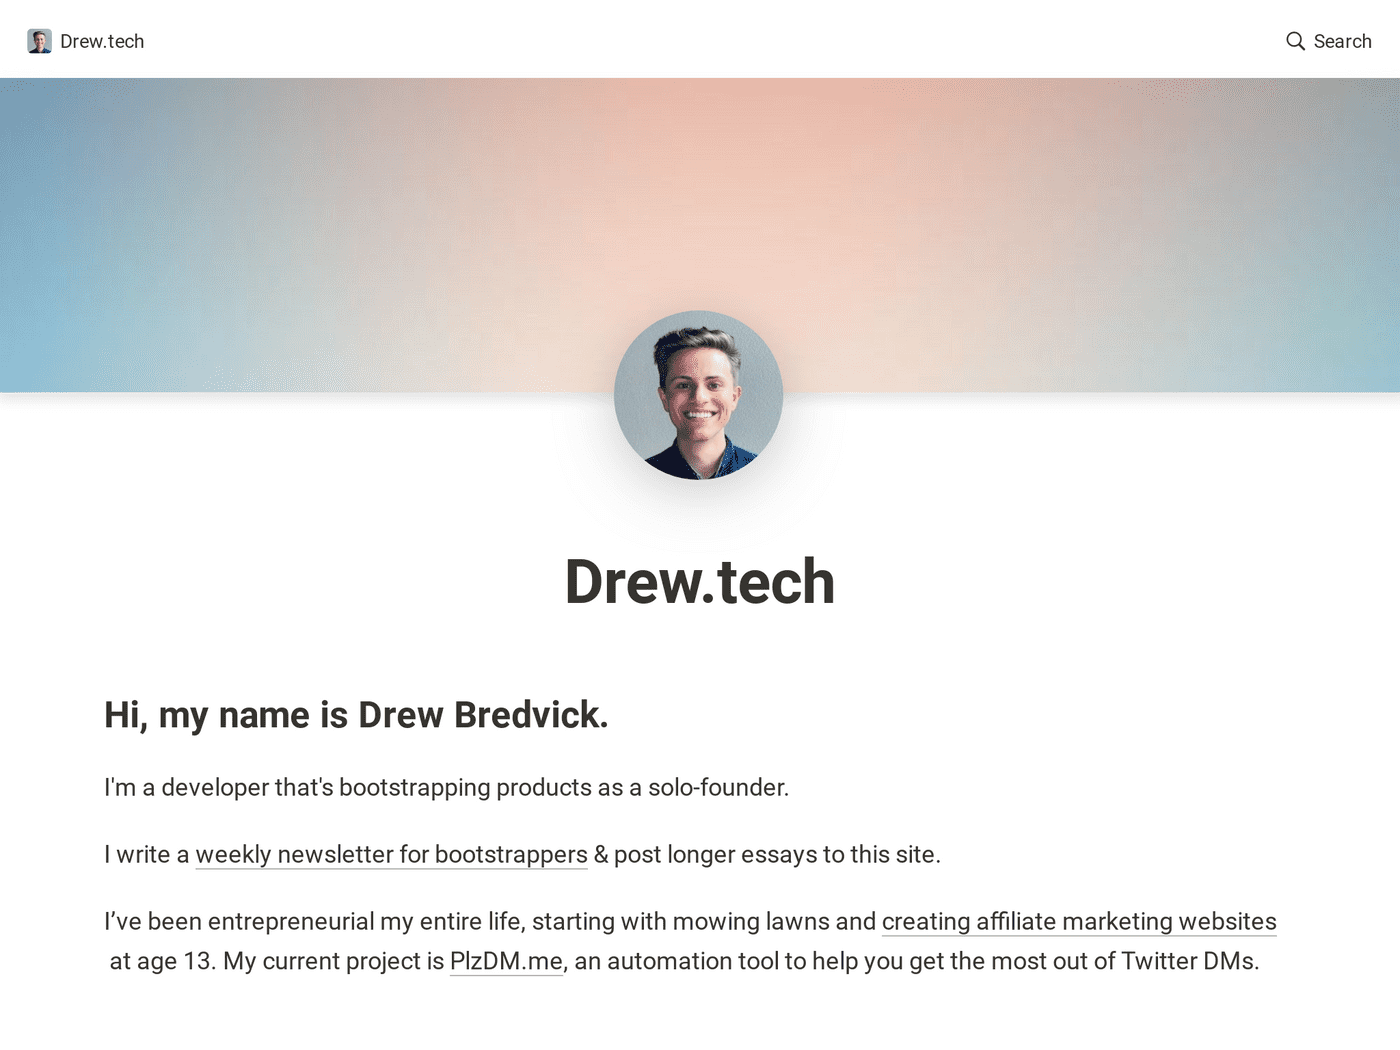 Drew.tech
Search
Drew.tech
Hi, my name is Drew Bredvick.
I'm a developer that's bootstrapping products as a solo-founder.
I write a weekly newsletter for bootstrappers & post longer essays to this site.
I’ve been entrepreneurial my entire life, starting with mowing lawns and creating affiliate marketing websites
at age 13. My current project is PlzDM.me, an automation tool to help you get the most out of Twitter DMs.